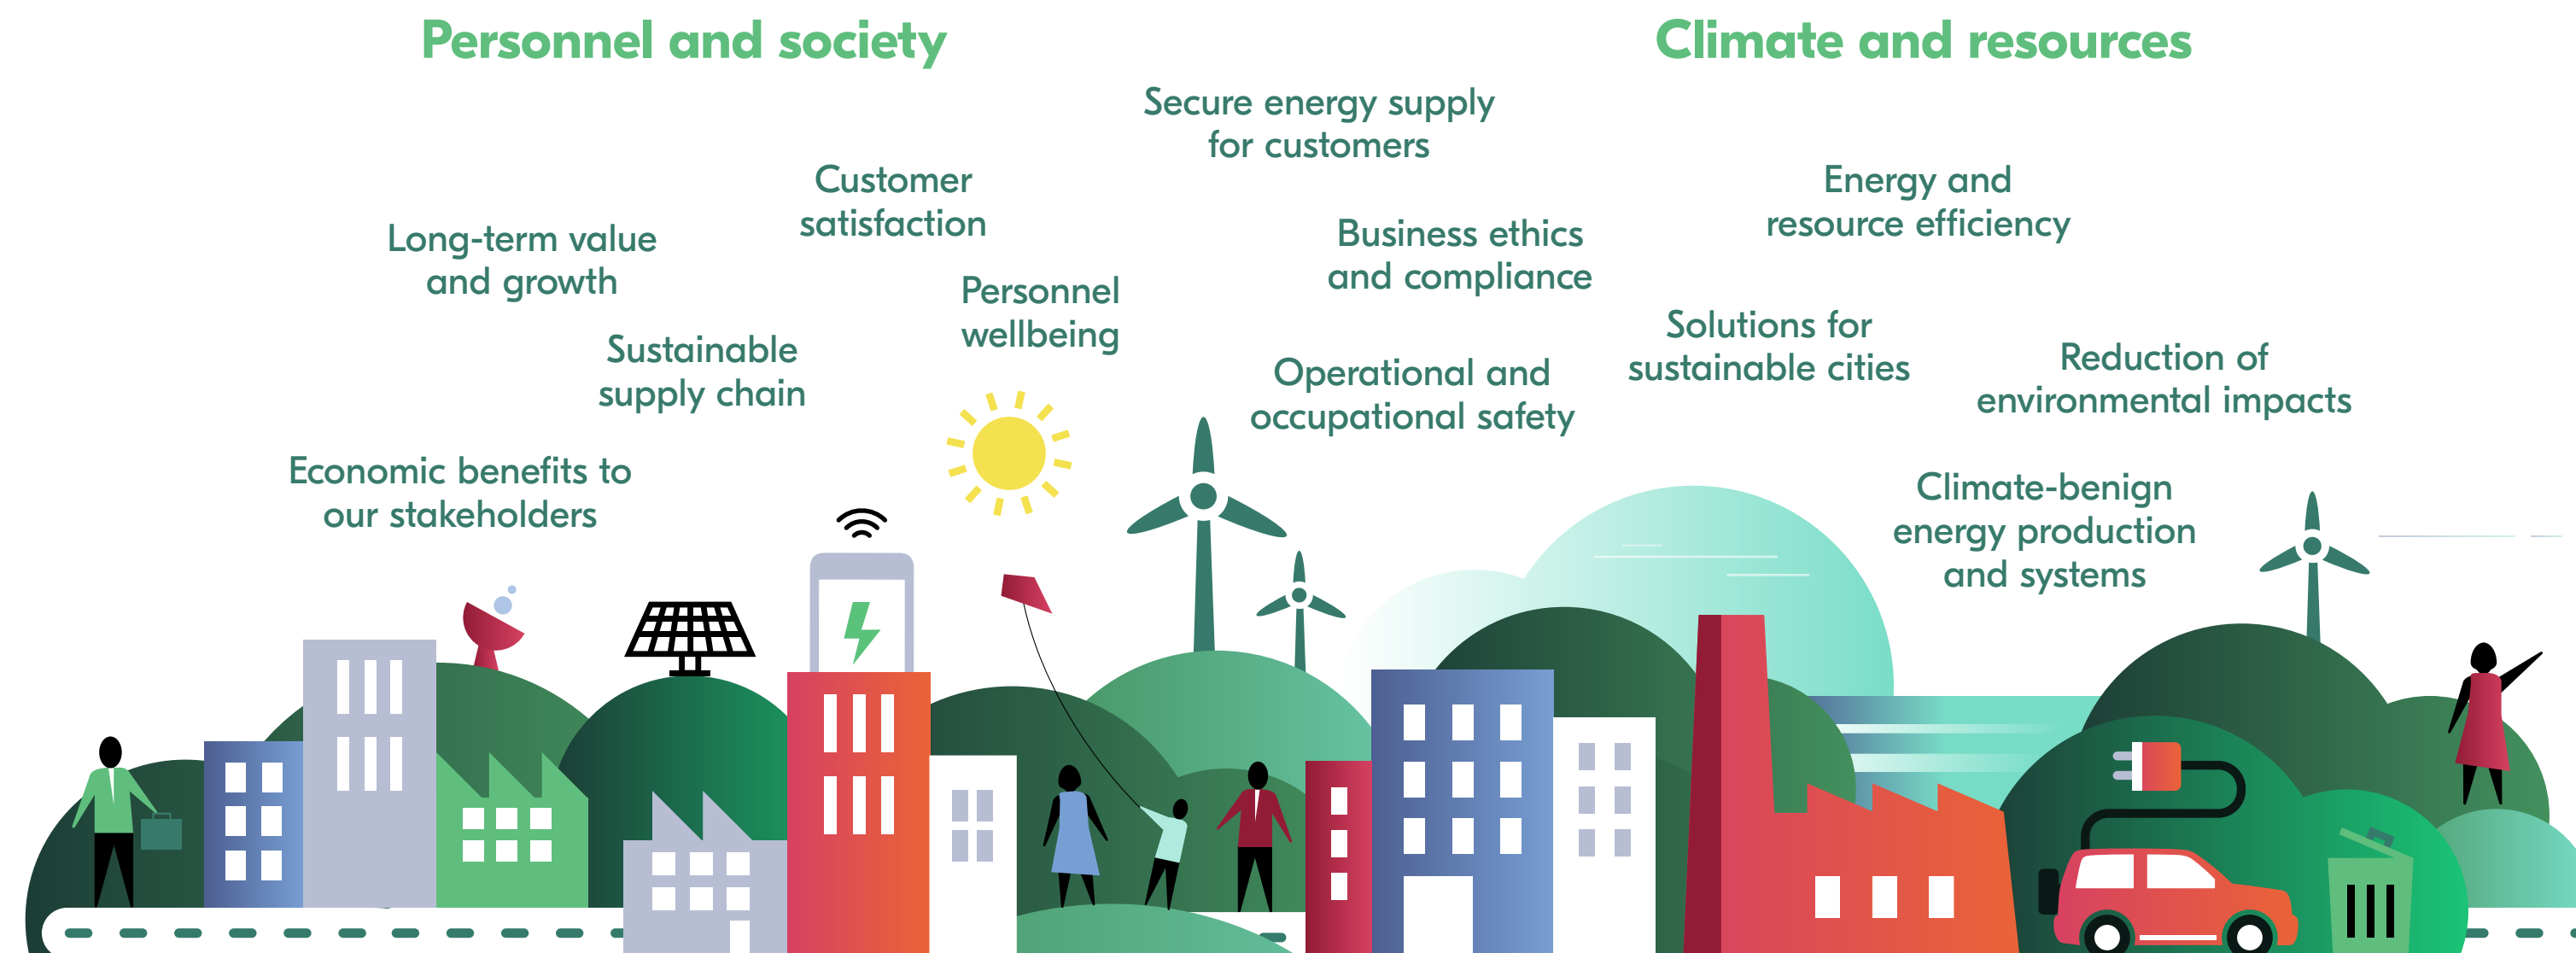 Personnel and society
Long-term value
and growth
Customer
satisfaction
Sustainable
supply chain
Personnel
wellbeing
Economic benefits to
our stakeholders
Secure energy supply
for customers
Business ethics
and compliance
Operational and
occupational safety
Climate and resources
Energy and
resource efficiency
Solutions for
sustainable cities
Reduction of
environmental impacts
Climate-benign
energy production
and systems